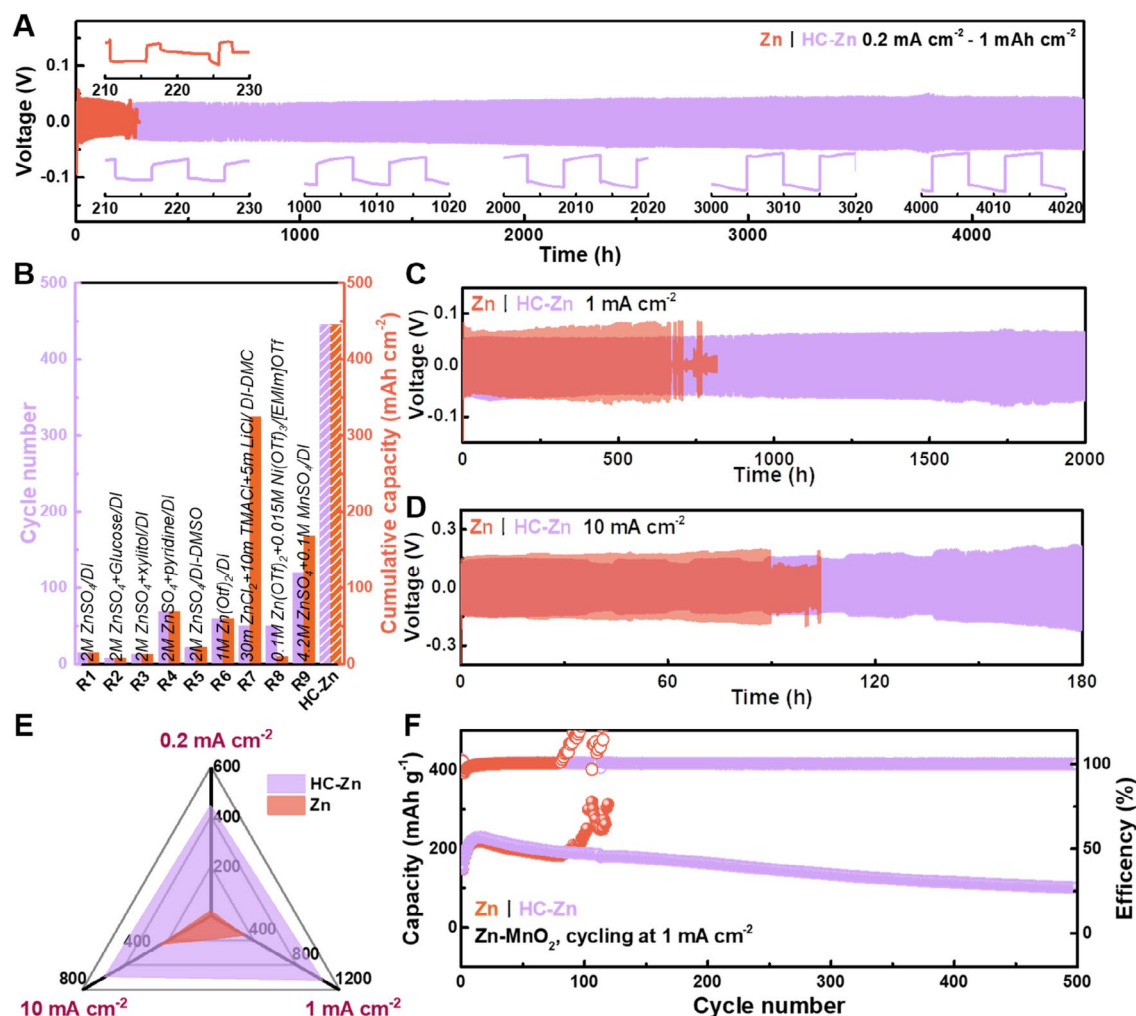 A
Zn | HC-Zn 0.2 mA cm⁻² - 1 mAh cm⁻²
Voltage (V)
0.1
0.0
-0.1
210 220 230
210 220 230
1000 1010 1020
2000 2010 2020
3000 3010 3020
4000 4010 4020
0 1000 2000 3000 4000
Time (h)
B
Cycle number
500
400
300
200
100
0
Cumulative capacity (mAh cm⁻²)
500
400
300
200
100
0
2M ZnSO₄/DI
2M ZnSO₄+Glucose/DI
2M ZnSO₄+xylitol/DI
2M ZnSO₄+pyridine/DI
2M ZnSO₄/DI-DMSO
1M Zn(Otf)₂/DI
30m ZnCl₂+10m TMACl+5m LiCl/ DI-DMC
0.1M Zn(OTf)₂+0.015M Ni(OTf)₃/[EMIm]OTf
4.2M ZnSO₄+0.1M MnSO₄/DI
R1 R2 R3 R4 R5 R6 R7 R8 R9 HC-Zn
C
Zn | HC-Zn 1 mA cm⁻²
Voltage (V)
0.1
0.0
-0.1
0 500 1000 1500 2000
Time (h)
D
Zn | HC-Zn 10 mA cm⁻²
Voltage (V)
0.3
0.0
-0.3
0 60 120 180
Time (h)
E
0.2 mA cm⁻²
600
400
200
400
400
800
800
1200
HC-Zn
Zn
10 mA cm⁻²
1 mA cm⁻²
F
Capacity (mAh g⁻¹)
400
300
200
100
0
Efficency (%)
100
50
0
Zn | HC-Zn
Zn-MnO₂, cycling at 1 mA cm⁻²
0 100 200 300 400 500
Cycle number